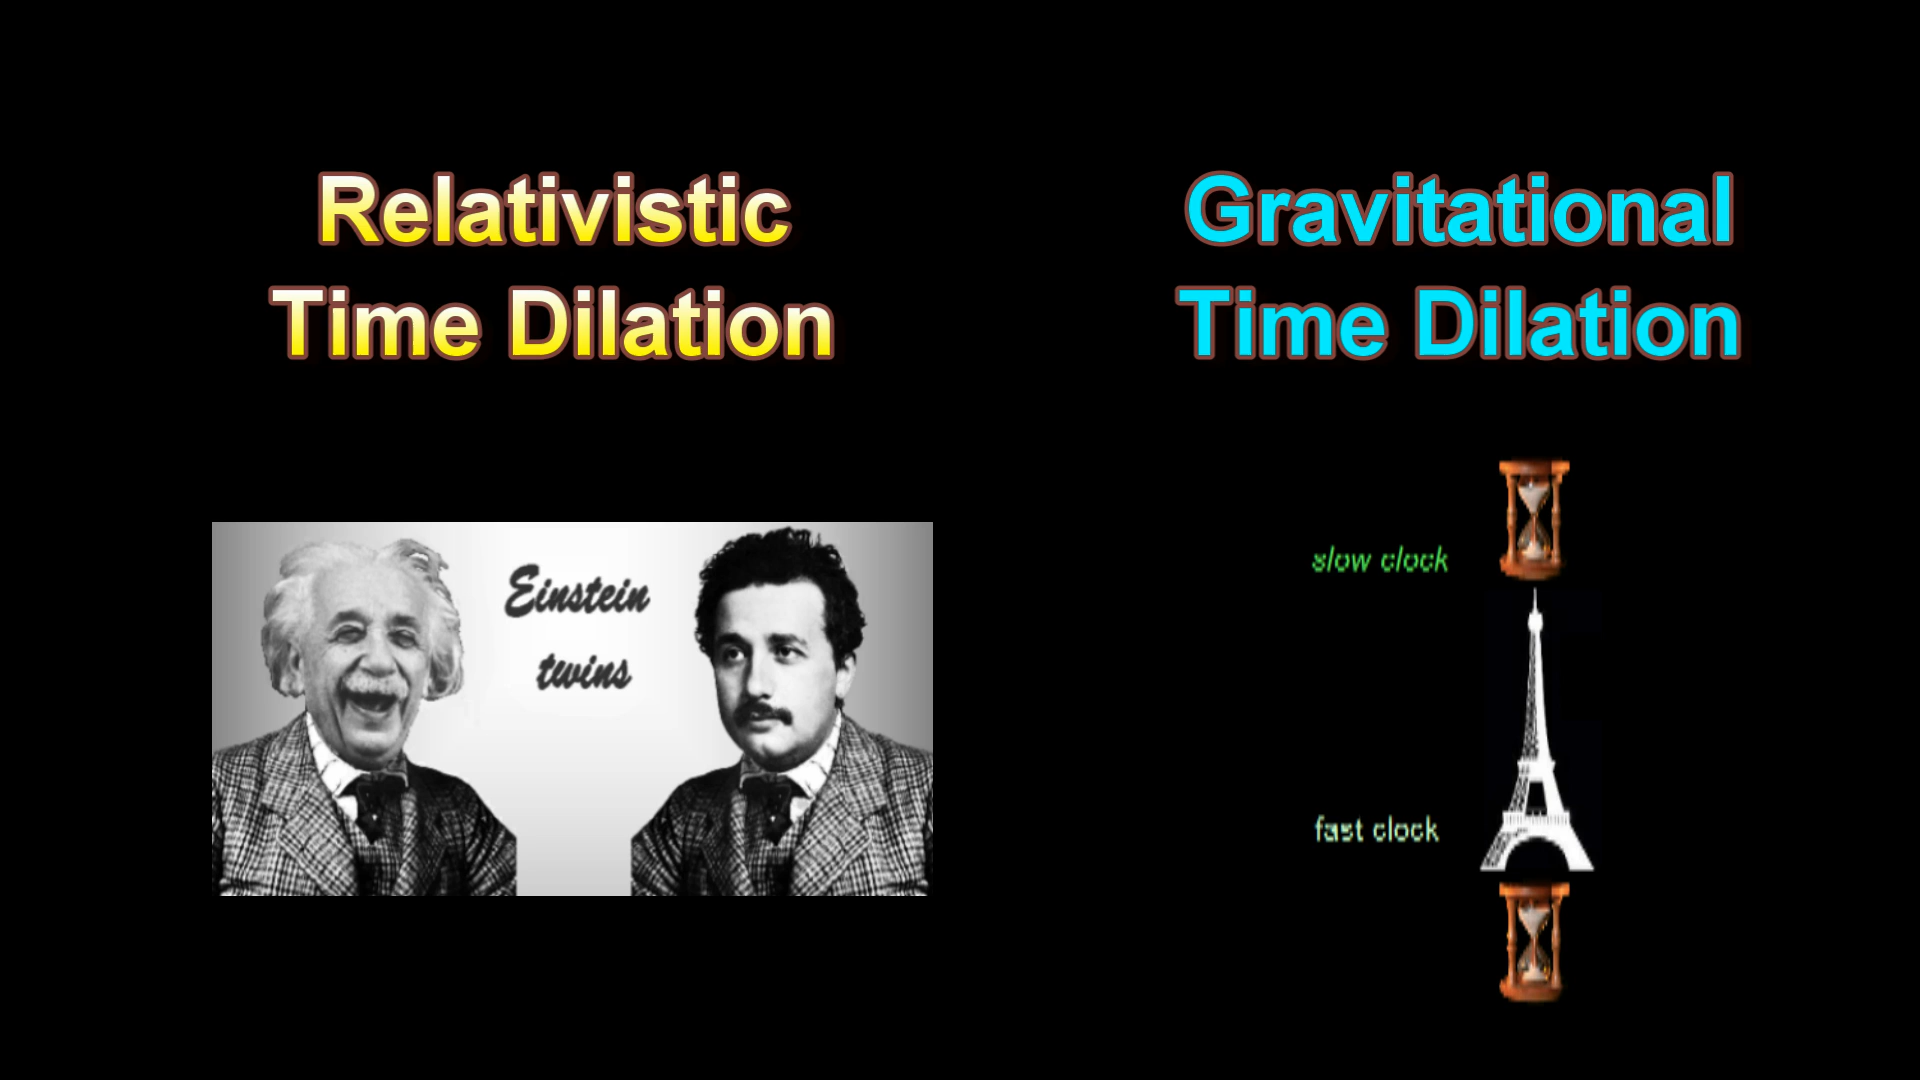 Relativistic
Time Dilation
Einstein
twins
Gravitational
Time Dilation
slow clock
fast clock